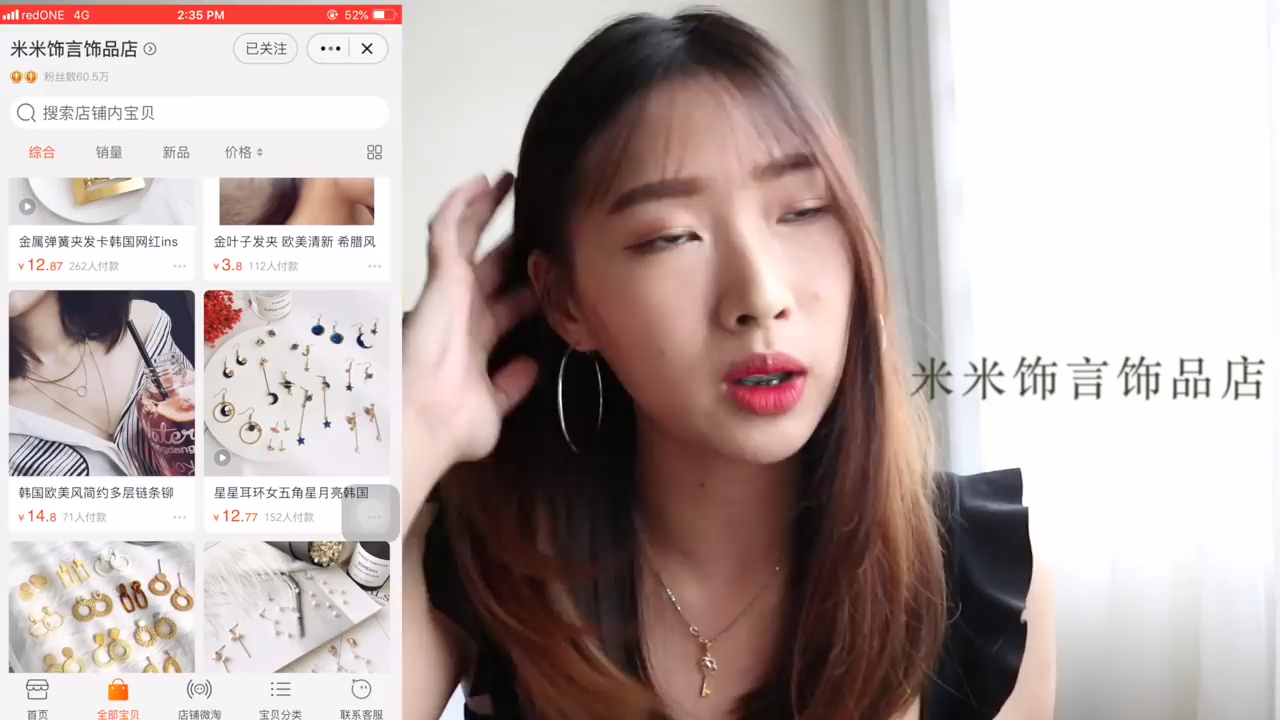 redONE 4G 2:35 PM 52%
米米饰言饰品店
已关注
粉丝数60.5万
搜索店铺内宝贝
综合 销量 新品 价格
金属弹簧夹发卡韩国网红ins
¥12.87 262人付款
金叶子发夹 欧美清新 希腊风
¥3.8 112人付款
韩国欧美风简约多层链条铆
¥14.8 71人付款
星星耳环女五角星月亮韩国
¥12.77 152人付款
首页 全部宝贝 店铺微淘 宝贝分类 联系客服
米米饰言饰品店